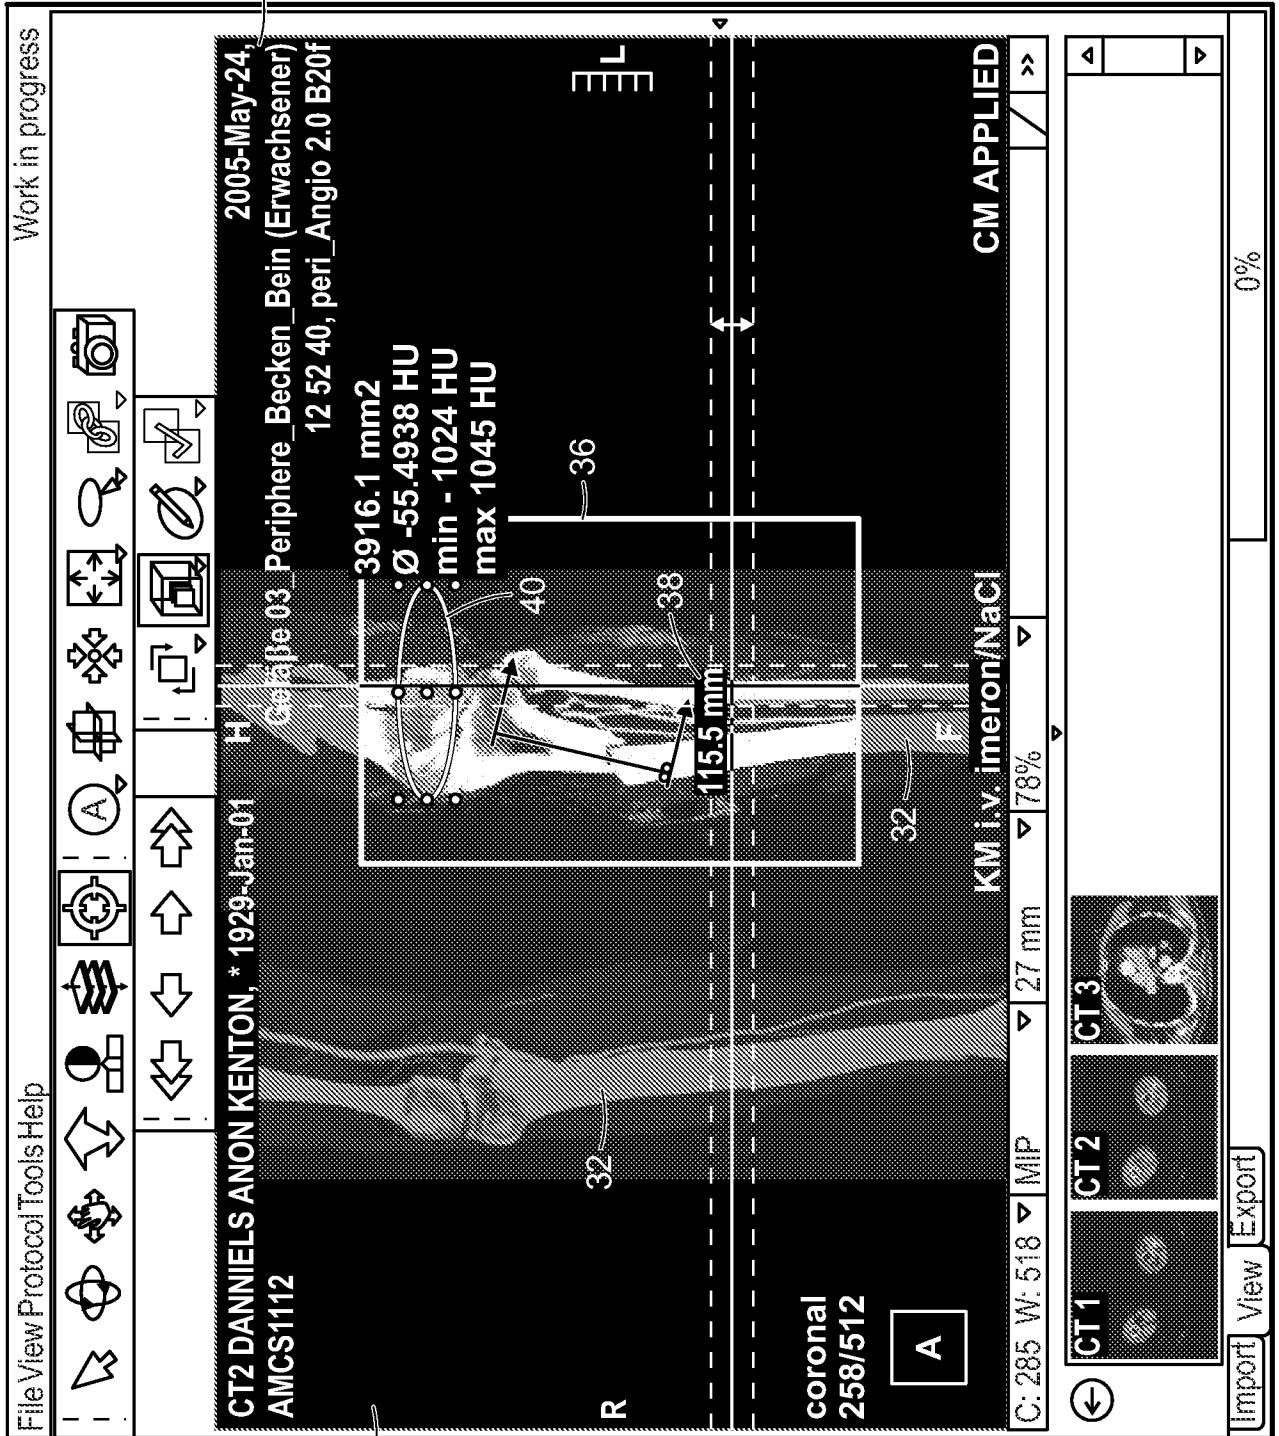 File View Protocol Tools Help
Work in progress
A
CT2 DANNIELS ANON KENTON, * 1929-Jan-01
AMCS1112
H
2005-May-24,
Gefäße 03_Periphere_Becken_Bein (Erwachsener)
12 52 40, peri_Angio 2.0 B20f
3916.1 mm2
Ø -55.4938 HU
min - 1024 HU
max 1045 HU
40
36
38
115.5 mm
32
32
R
L
coronal
258/512
A
F
KM i.v. imeron/NaCl
CM APPLIED
C: 285 W: 518
MIP
27 mm
78%
>>
CT 1
CT 2
CT 3
Import
View
Export
0%